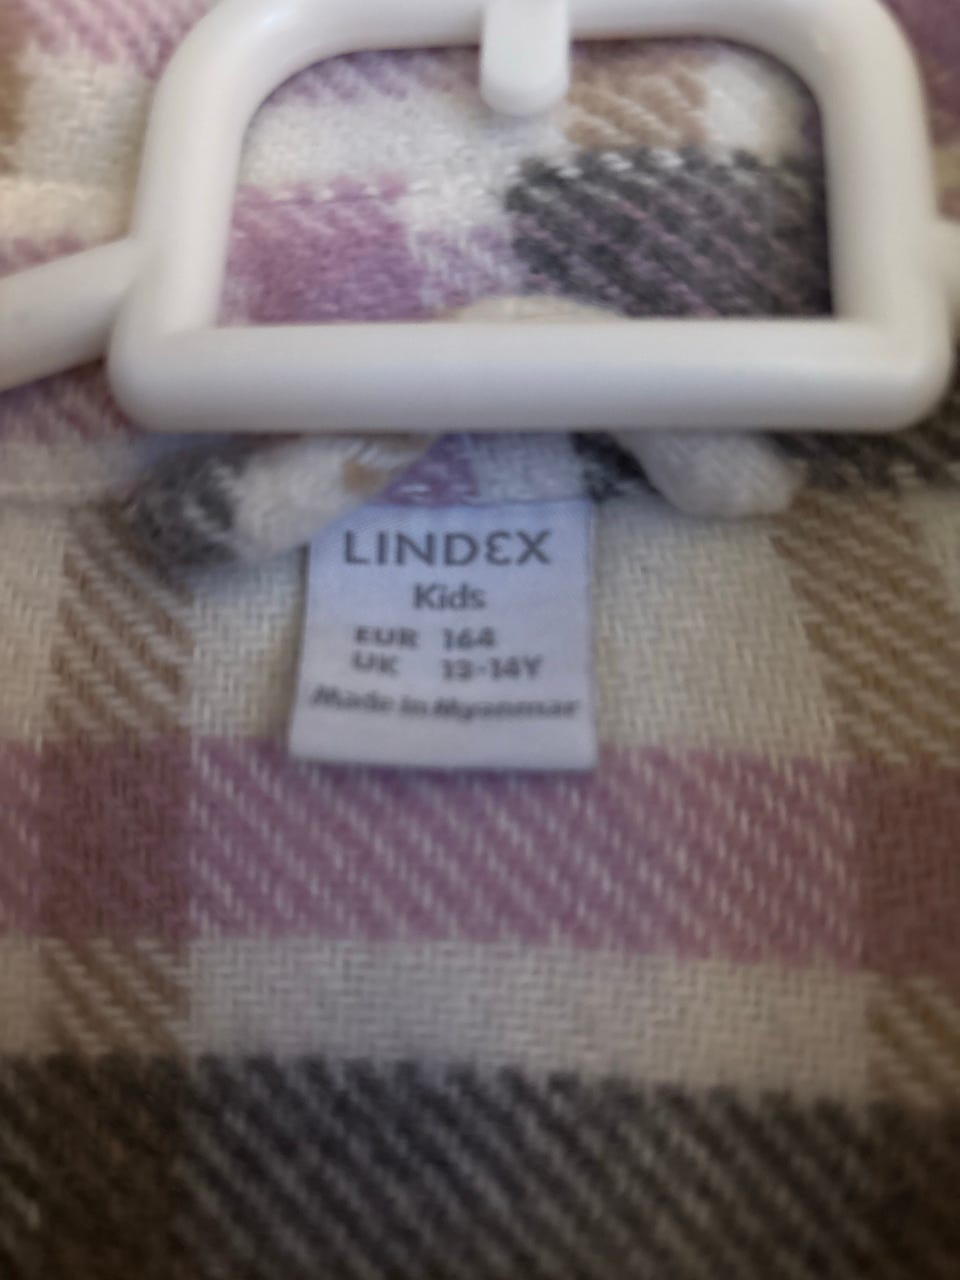 LINDEX
Kids
EUR 164
UK 13-14Y
Made in Myanmar